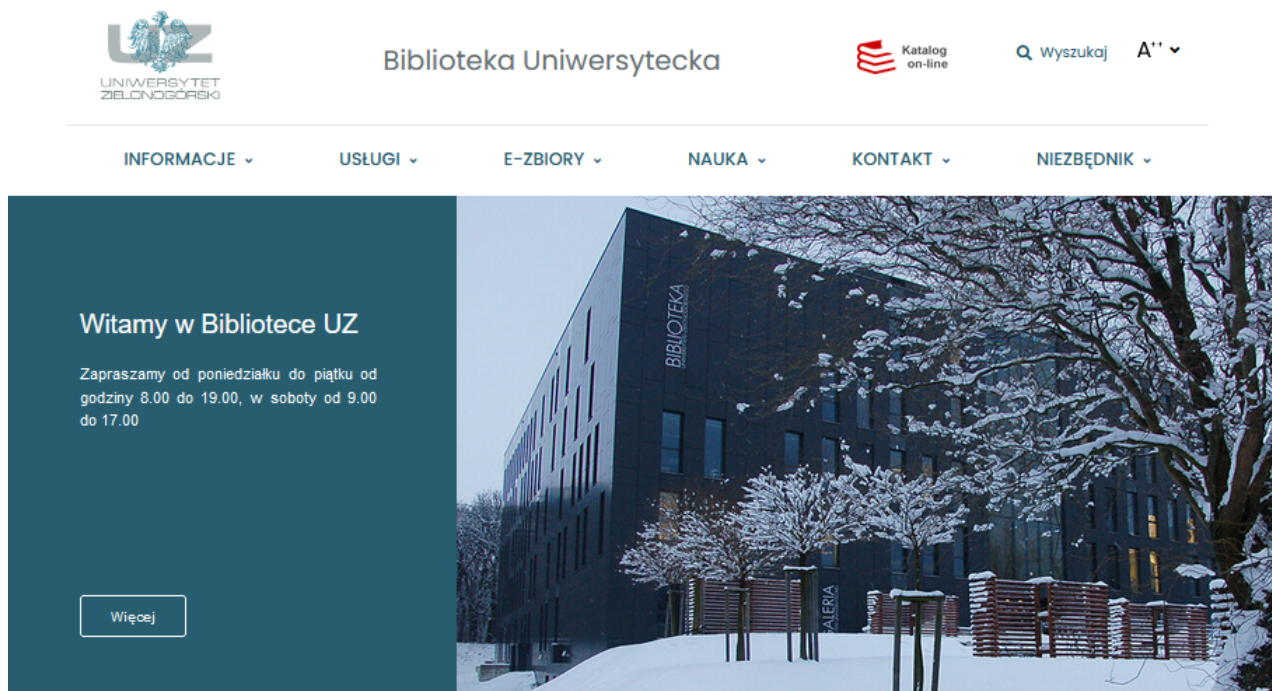 UZ
UNIWERSYTET
ZIELONOGÓRSKI
Biblioteka Uniwersytecka
Katalog
on-line
Wyszukaj
A++
INFORMACJE
USŁUGI
E-ZBIORY
NAUKA
KONTAKT
NIEZBĘDNIK
Witamy w Bibliotece UZ
Zapraszamy od poniedziałku do piątku od
godziny 8.00 do 19.00, w soboty od 9.00
do 17.00
Więcej
BIBLIOTEKA
GALERIA